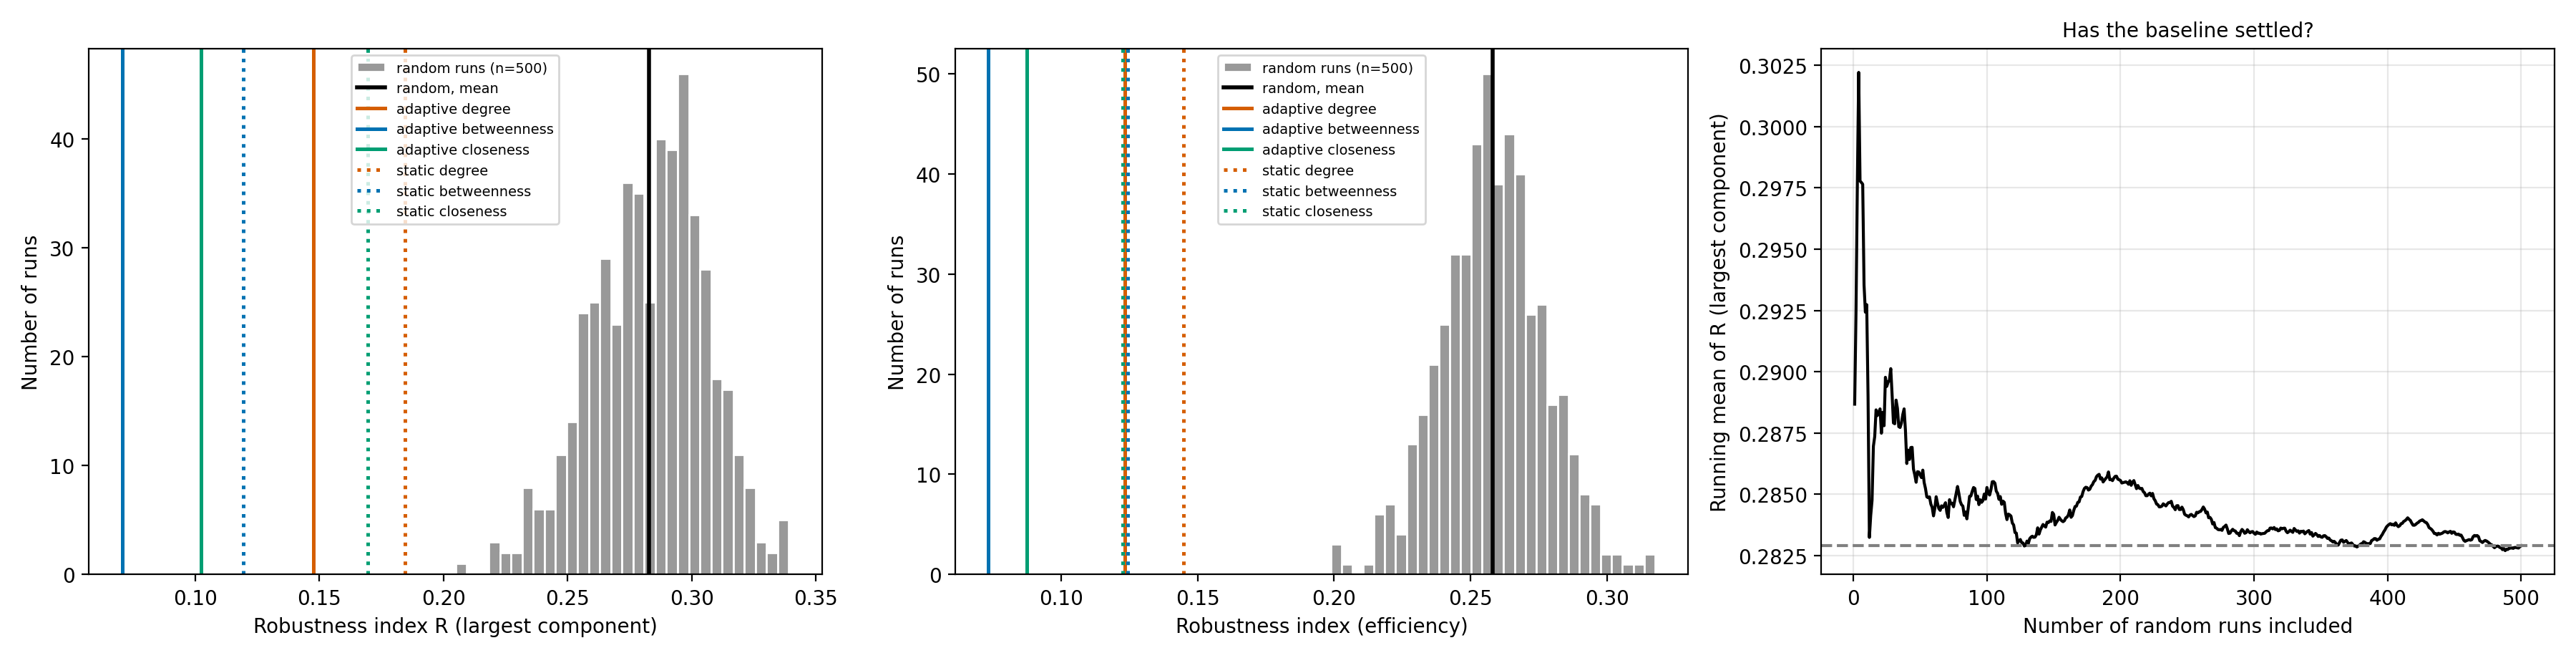 Number of runs
40
30
20
10
0
random runs (n=500)
random, mean
adaptive degree
adaptive betweenness
adaptive closeness
static degree
static betweenness
static closeness
0.10 0.15 0.20 0.25 0.30 0.35
Robustness index R (largest component)
Number of runs
50
40
30
20
10
0
random runs (n=500)
random, mean
adaptive degree
adaptive betweenness
adaptive closeness
static degree
static betweenness
static closeness
0.10 0.15 0.20 0.25 0.30
Robustness index (efficiency)
Has the baseline settled?
Running mean of R (largest component)
0.3025
0.3000
0.2975
0.2950
0.2925
0.2900
0.2875
0.2850
0.2825
0 100 200 300 400 500
Number of random runs included